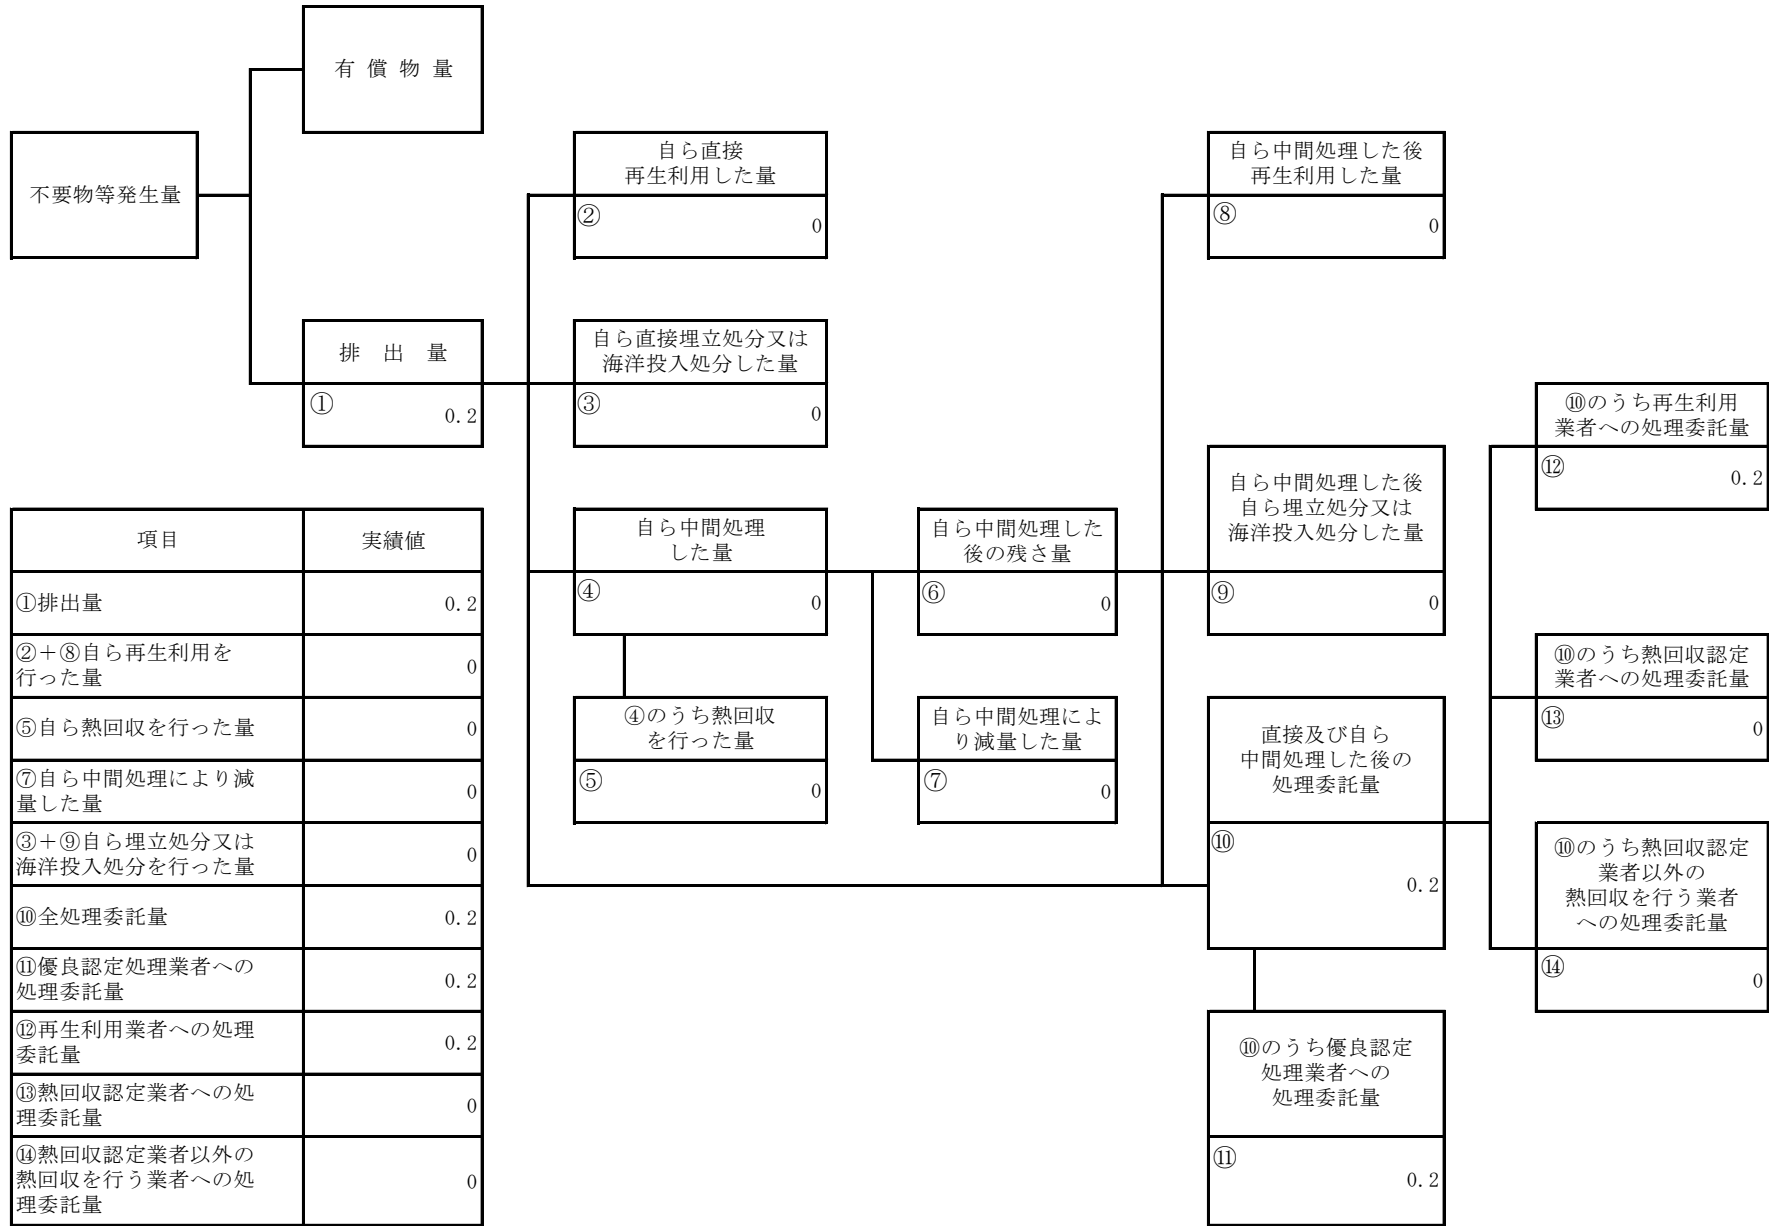 有償物量
不要物等発生量
自ら直接
再生利用した量
②
0
自ら中間処理した後
再生利用した量
⑧
0
排出量
①
0.2
自ら直接埋立処分又は
海洋投入処分した量
③
0
⑩のうち再生利用
業者への処理委託量
⑫
0.2
自ら中間処理した後
自ら埋立処分又は
海洋投入処分した量
⑨
0
自ら中間処理
した量
④
0
自ら中間処理した
後の残さ量
⑥
0
⑩のうち熱回収認定
業者への処理委託量
⑬
0
④のうち熱回収
を行った量
⑤
0
自ら中間処理によ
り減量した量
⑦
0
直接及び自ら
中間処理した後の
処理委託量
⑩
0.2
⑩のうち熱回収認定
業者以外の
熱回収を行う業者
への処理委託量
⑭
0
⑩のうち優良認定
処理業者への
処理委託量
⑪
0.2
項目 実績値
①排出量 0.2
②+⑧自ら再生利用を
行った量 0
⑤自ら熱回収を行った量 0
⑦自ら中間処理により減
量した量 0
③+⑨自ら埋立処分又は
海洋投入処分を行った量 0
⑩全処理委託量 0.2
⑪優良認定処理業者への
処理委託量 0.2
⑫再生利用業者への処理
委託量 0.2
⑬熱回収認定業者への処
理委託量 0
⑭熱回収認定業者以外の
熱回収を行う業者への処
理委託量 0